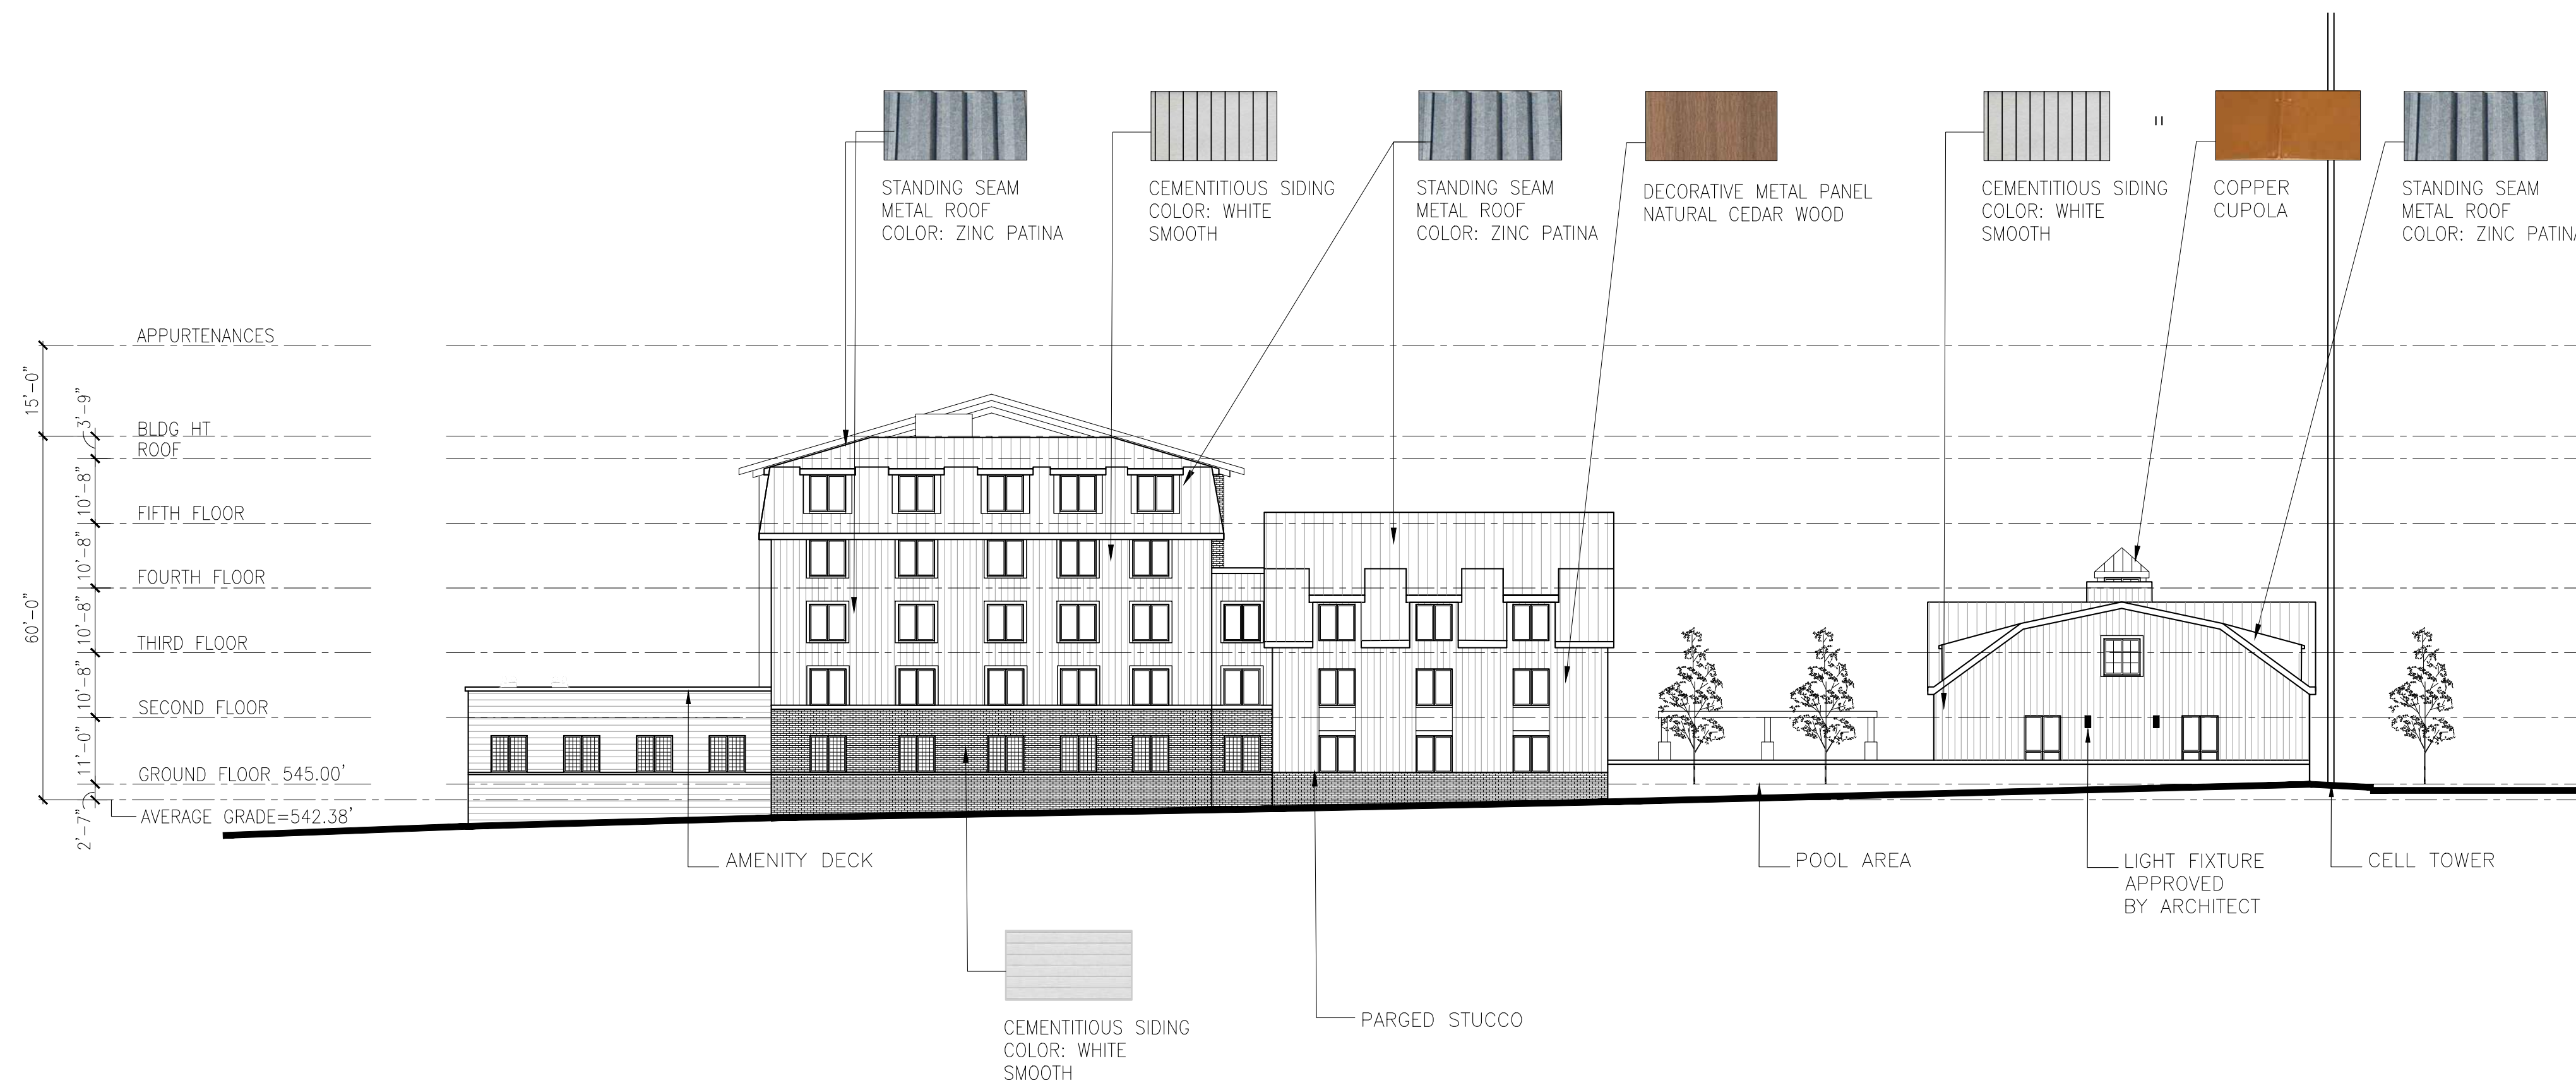 STANDING SEAM
METAL ROOF
COLOR: ZINC PATINA
CEMENTITIOUS SIDING
COLOR: WHITE
SMOOTH
STANDING SEAM
METAL ROOF
COLOR: ZINC PATINA
DECORATIVE METAL PANEL
NATURAL CEDAR WOOD
CEMENTITIOUS SIDING
COLOR: WHITE
SMOOTH
"
COPPER
CUPOLA
STANDING SEAM
METAL ROOF
COLOR: ZINC PATINA
APPURTENANCES
15'-0"
3'-9"
BLDG HT
ROOF
10'-8"
FIFTH FLOOR
10'-8"
FOURTH FLOOR
10'-8"
60'-0"
THIRD FLOOR
10'-8"
SECOND FLOOR
11'-0"
GROUND FLOOR 545.00'
AVERAGE GRADE=542.38'
2'-7"
AMENITY DECK
POOL AREA
LIGHT FIXTURE
APPROVED
BY ARCHITECT
CELL TOWER
PARGED STUCCO
CEMENTITIOUS SIDING
COLOR: WHITE
SMOOTH